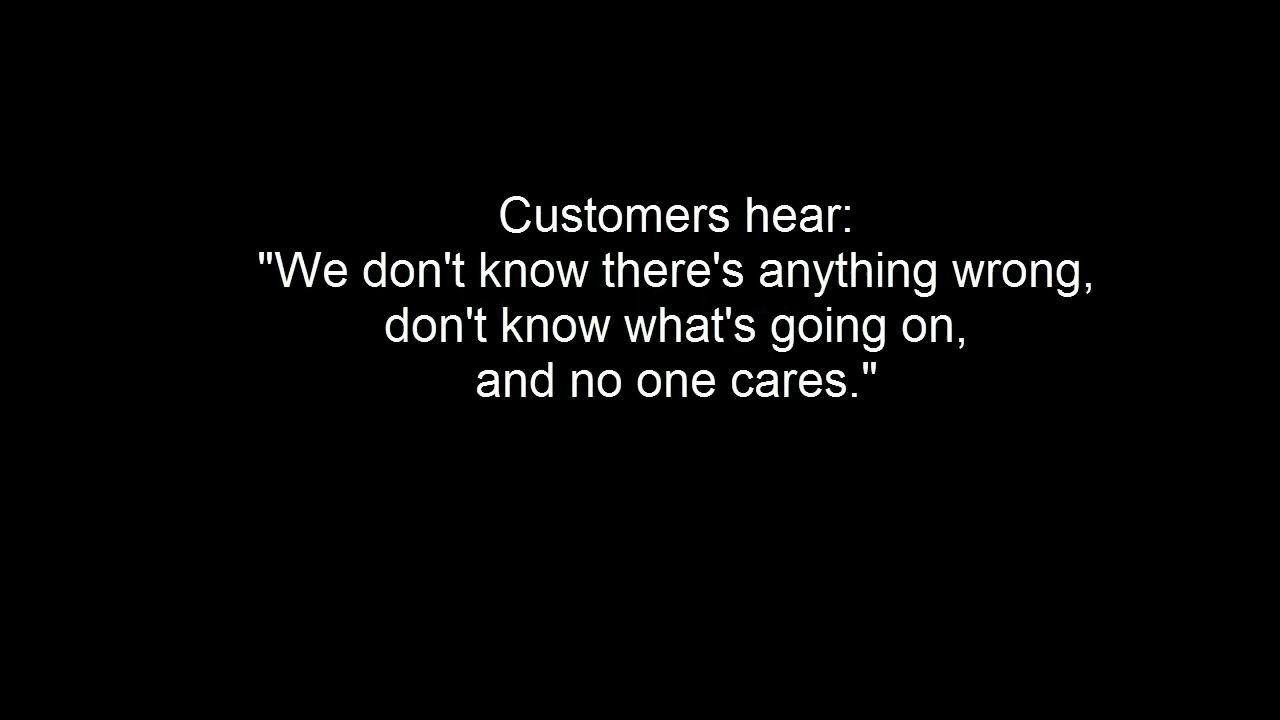 Customers hear:
"We don't know there's anything wrong,
don't know what's going on,
and no one cares."